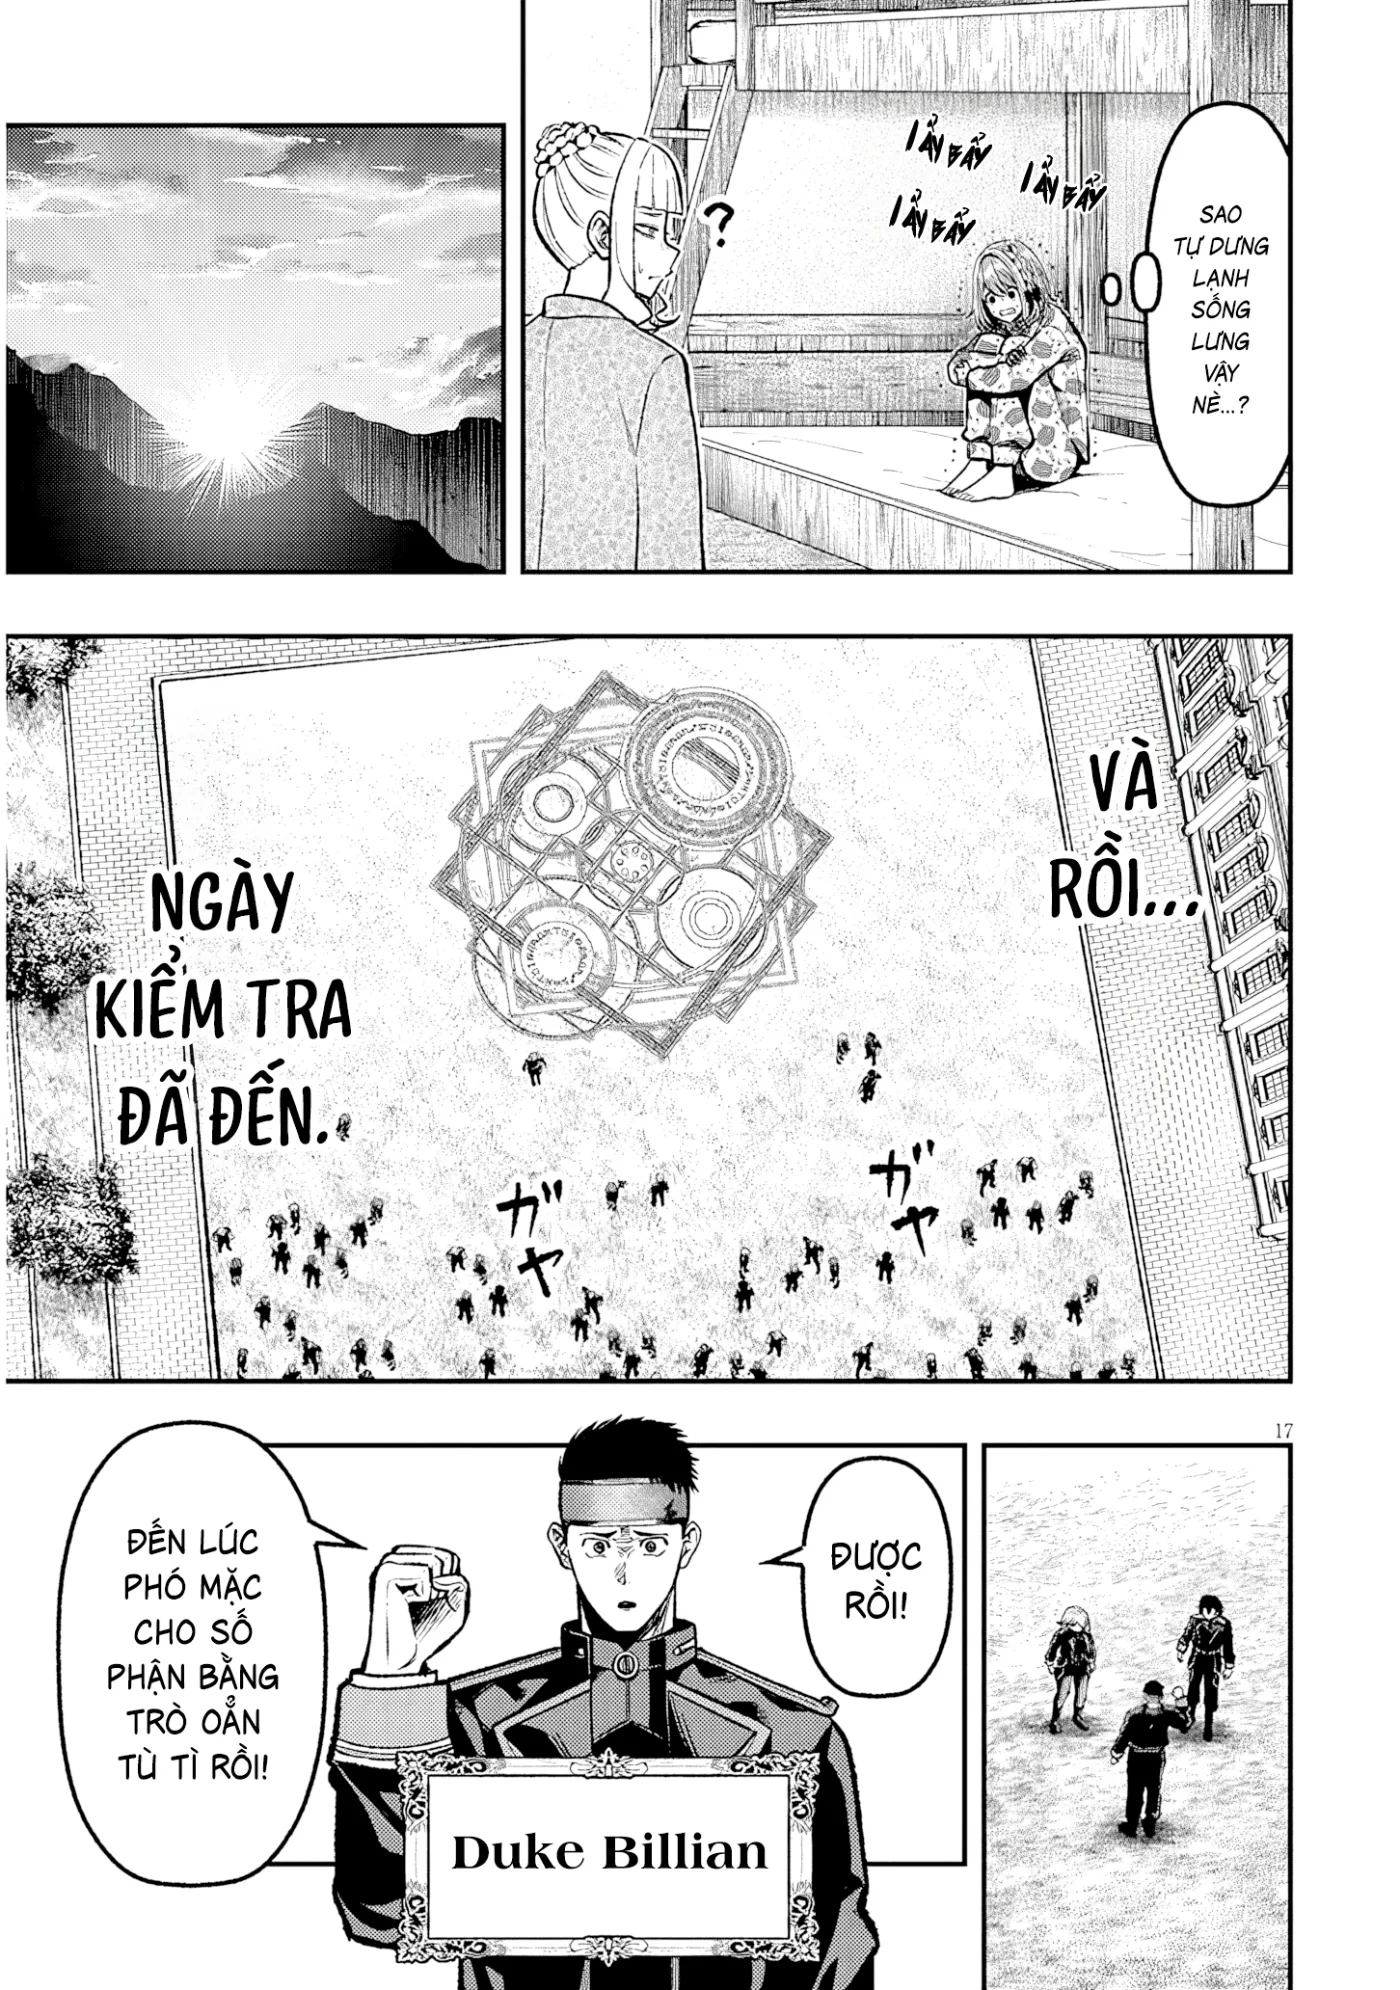 LẨY BẨY
LẨY BẨY
LẨY BẨY
?
SAO
TỰ DƯNG
LẠNH
SỐNG
LƯNG
VẬY
NÈ...?
VÀ
RỒI...
NGÀY
KIỂM TRA
ĐÃ ĐẾN.
ガヤ
ガヤ
17
ĐƯỢC
RỒI!
ĐẾN LÚC
PHÓ MẶC
CHO SỐ
PHẬN BẰNG
TRÒ OẲN
TÙ TÌ RỒI!
Duke Billian